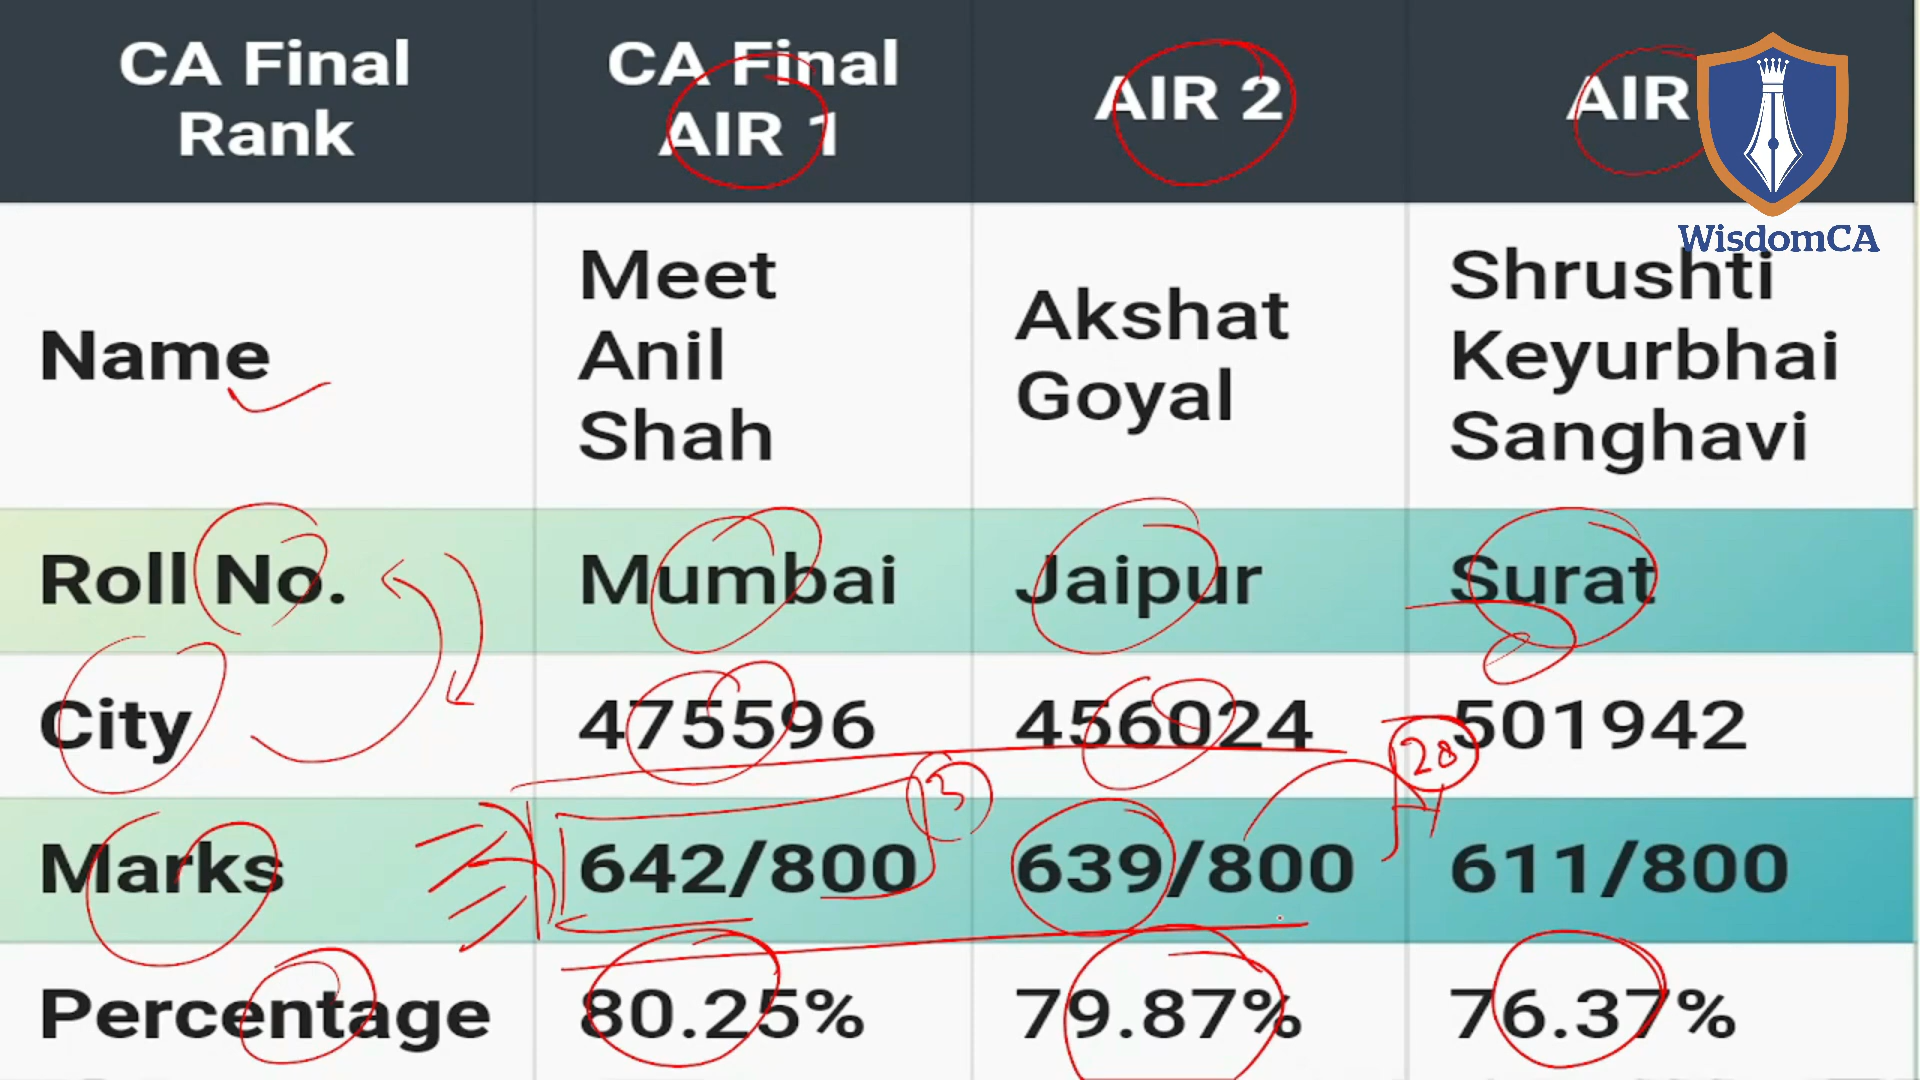 CA Final
Rank
CA Final
AIR 1
AIR 2
AIR
WisdomCA
Name
Meet
Anil
Shah
Akshat
Goyal
Shrushti
Keyurbhai
Sanghavi
Roll No.
Mumbai
Jaipur
Surat
City
475596
456024
501942
3
28
Marks
642/800
639/800
611/800
Percentage
80.25%
79.87%
76.37%